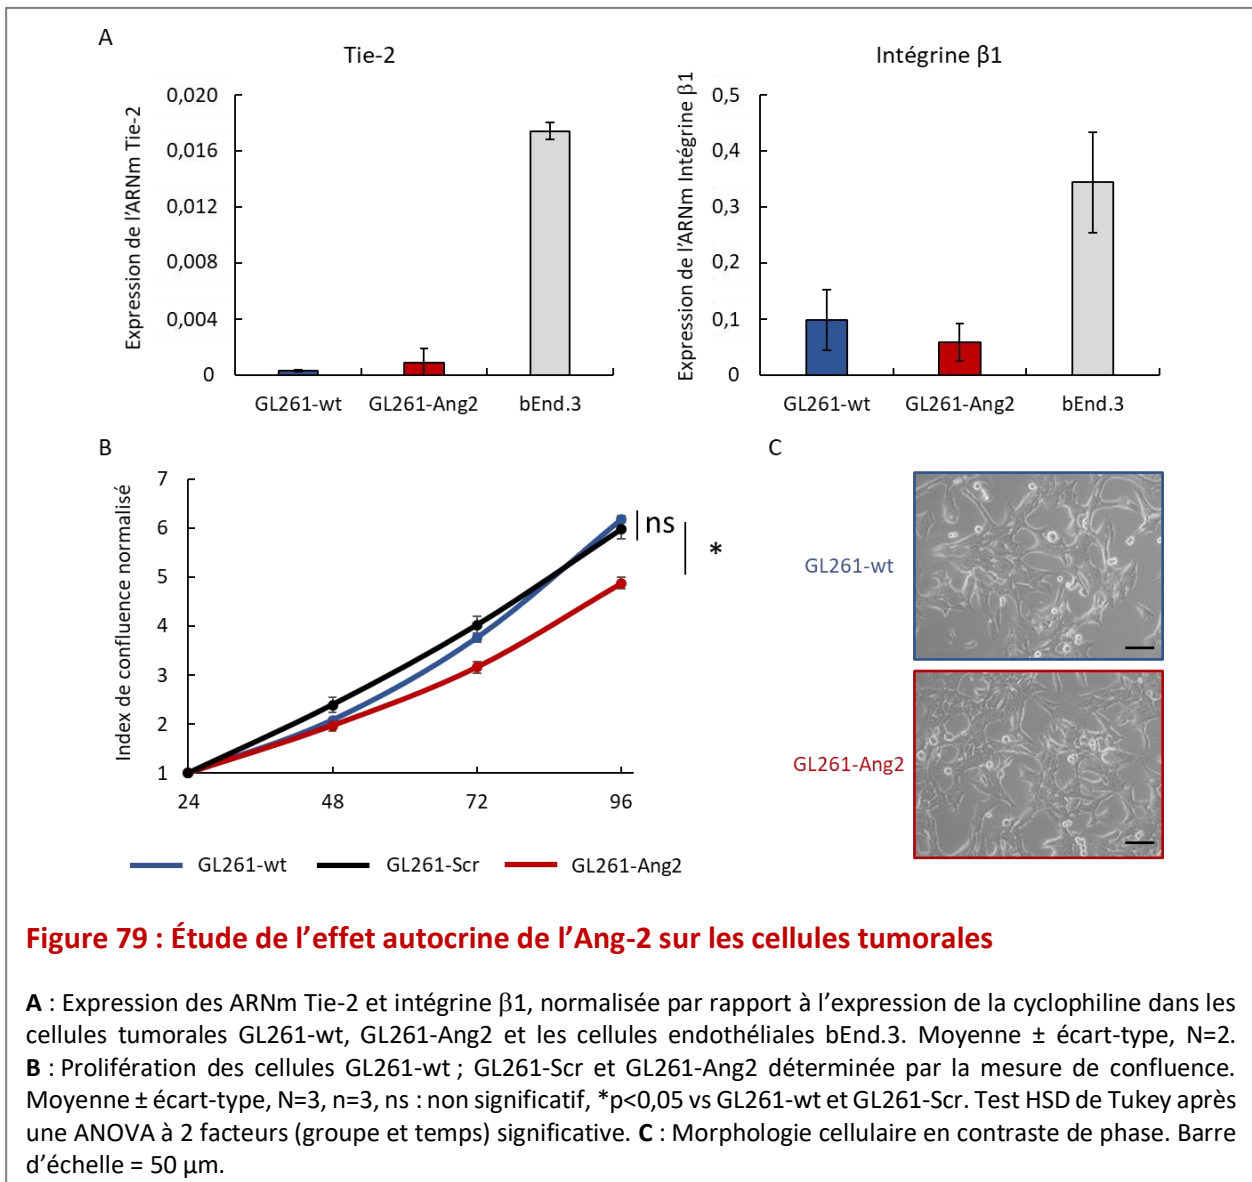 A
Tie-2
Expression de l'ARNm Tie-2
0,020
0,016
0,012
0,008
0,004
0
GL261-wt
GL261-Ang2
bEnd.3
Intégrine β1
Expression de l'ARNm Intégrine β1
0,5
0,4
0,3
0,2
0,1
0
GL261-wt
GL261-Ang2
bEnd.3
B
Index de confluence normalisé
7
6
5
4
3
2
1
24
48
72
96
ns
*
GL261-wt
GL261-Scr
GL261-Ang2
C
GL261-wt
GL261-Ang2
Figure 79 : Étude de l'effet autocrine de l'Ang-2 sur les cellules tumorales
A : Expression des ARNm Tie-2 et intégrine β1, normalisée par rapport à l'expression de la cyclophiline dans les
cellules tumorales GL261-wt, GL261-Ang2 et les cellules endothéliales bEnd.3. Moyenne ± écart-type, N=2.
B : Prolifération des cellules GL261-wt ; GL261-Scr et GL261-Ang2 déterminée par la mesure de confluence.
Moyenne ± écart-type, N=3, n=3, ns : non significatif, *p<0,05 vs GL261-wt et GL261-Scr. Test HSD de Tukey après
une ANOVA à 2 facteurs (groupe et temps) significative. C : Morphologie cellulaire en contraste de phase. Barre
d'échelle = 50 µm.